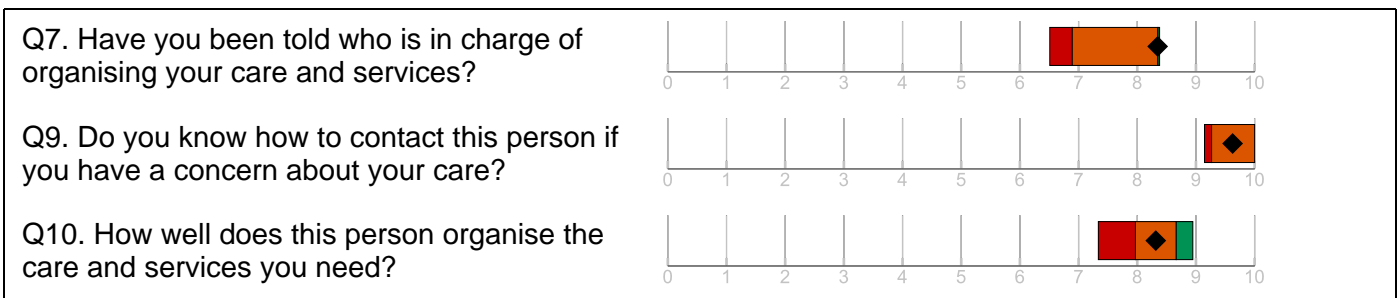 Q7. Have you been told who is in charge of
organising your care and services?
0 1 2 3 4 5 6 7 8 9 10
Q9. Do you know how to contact this person if
you have a concern about your care?
0 1 2 3 4 5 6 7 8 9 10
Q10. How well does this person organise the
care and services you need?
0 1 2 3 4 5 6 7 8 9 10